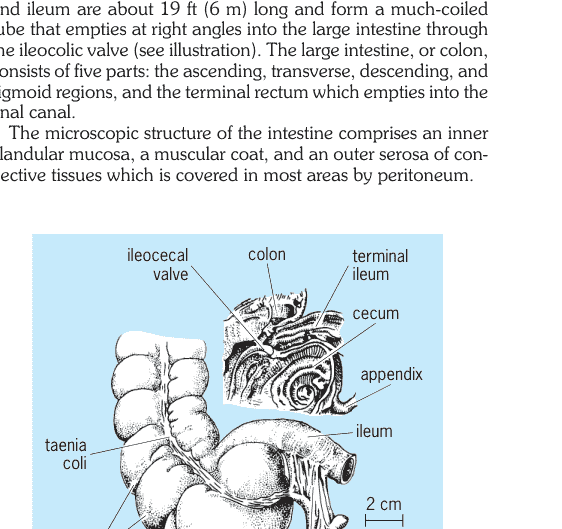 nd ileum are about 19 ft (6 m) long and form a much-coiled
ube that empties at right angles into the large intestine through
he ileocolic valve (see illustration). The large intestine, or colon,
onsists of five parts: the ascending, transverse, descending, and
igmoid regions, and the terminal rectum which empties into the
nal canal.
The microscopic structure of the intestine comprises an inner
landular mucosa, a muscular coat, and an outer serosa of con-
ective tissues which is covered in most areas by peritoneum.
ileocecal
valve
colon
terminal
ileum
cecum
appendix
ileum
taenia
coli
2 cm